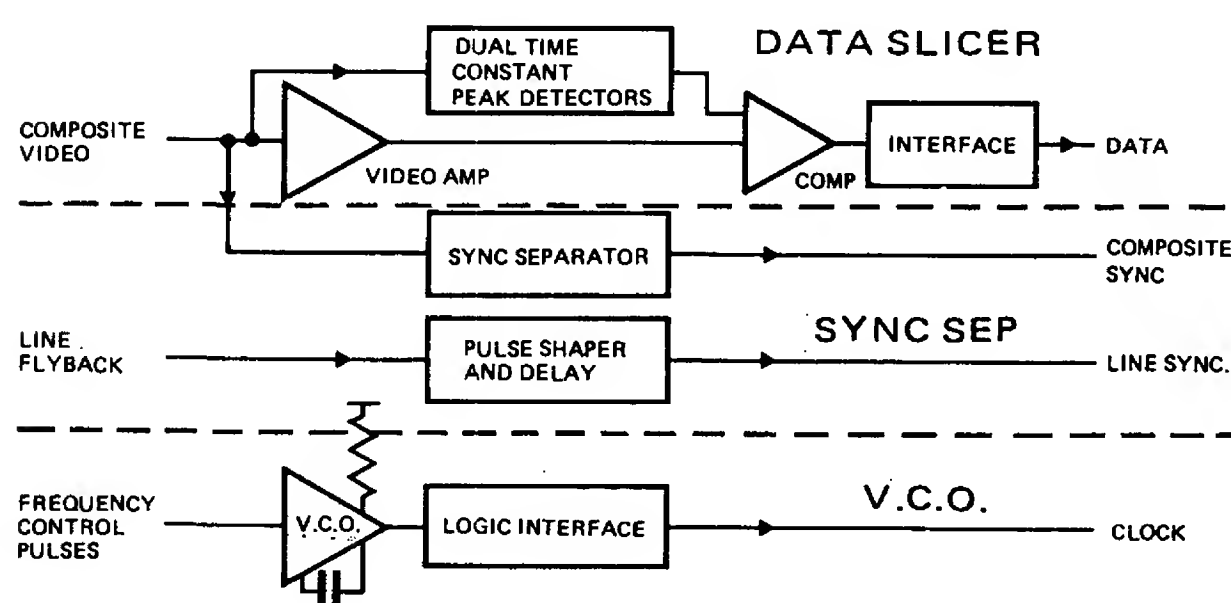 DUAL TIME
CONSTANT
PEAK DETECTORS
DATA SLICER
COMPOSITE
VIDEO
VIDEO AMP
COMP
INTERFACE
DATA
SYNC SEPARATOR
COMPOSITE
SYNC
LINE
FLYBACK
PULSE SHAPER
AND DELAY
SYNC SEP
LINE SYNC.
FREQUENCY
CONTROL
PULSES
V.C.O.
LOGIC INTERFACE
V.C.O.
CLOCK